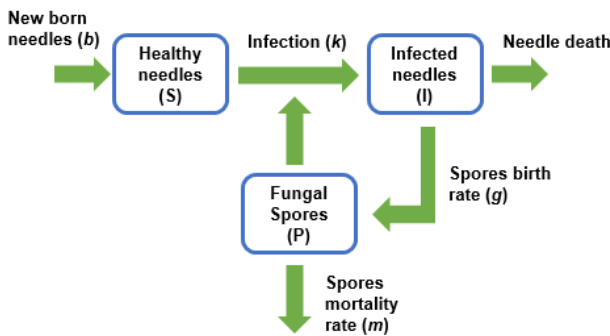 New born
needles (b)
Healthy
needles
(S)
Infection (k)
Infected
needles
(I)
Needle death
Spores birth
rate (g)
Fungal
Spores
(P)
Spores
mortality
rate (m)